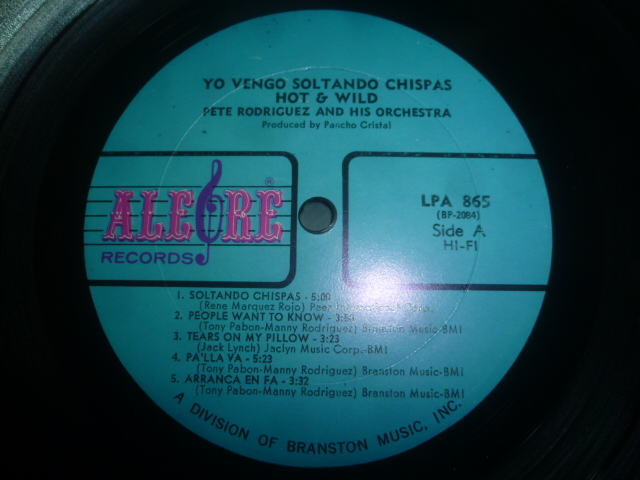 YO VENGO SOLTANDO CHISPAS
HOT & WILD
PETE RODRIGUEZ AND HIS ORCHESTRA
Produced by Pancho Cristal
ALEGRE ®
RECORDS
LPA 865
(BP-2084)
Side A
HI-FI
1. SOLTANDO CHISPAS - 5:00
(Rene Marquez Rojo) Peer
2. PEOPLE WANT TO KNOW -
(Tony Pabon-Manny Rodriguez) Branston Music-BMI
3. TEARS ON MY PILLOW - 3:23
(Jack Lynch) Jaclyn Music Corp.-BMI
4. PA'LLA VA - 5:23
(Tony Pabon-Manny Rodriguez) Branston Music-BMI
5. ARRANCA EN FA - 3:32
(Tony Pabon-Manny Rodriguez) Branston Music-BMI
A DIVISION OF BRANSTON MUSIC, INC.